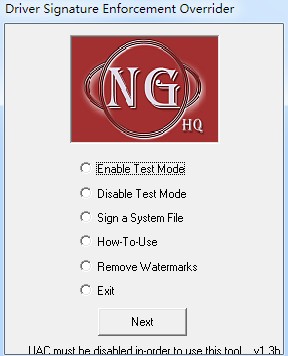 Driver Signature Enforcement Overrider
NG
HQ
Enable Test Mode
Disable Test Mode
Sign a System File
How-To-Use
Remove Watermarks
Exit
Next
UAC must be disabled in-order to use this tool v1.3b